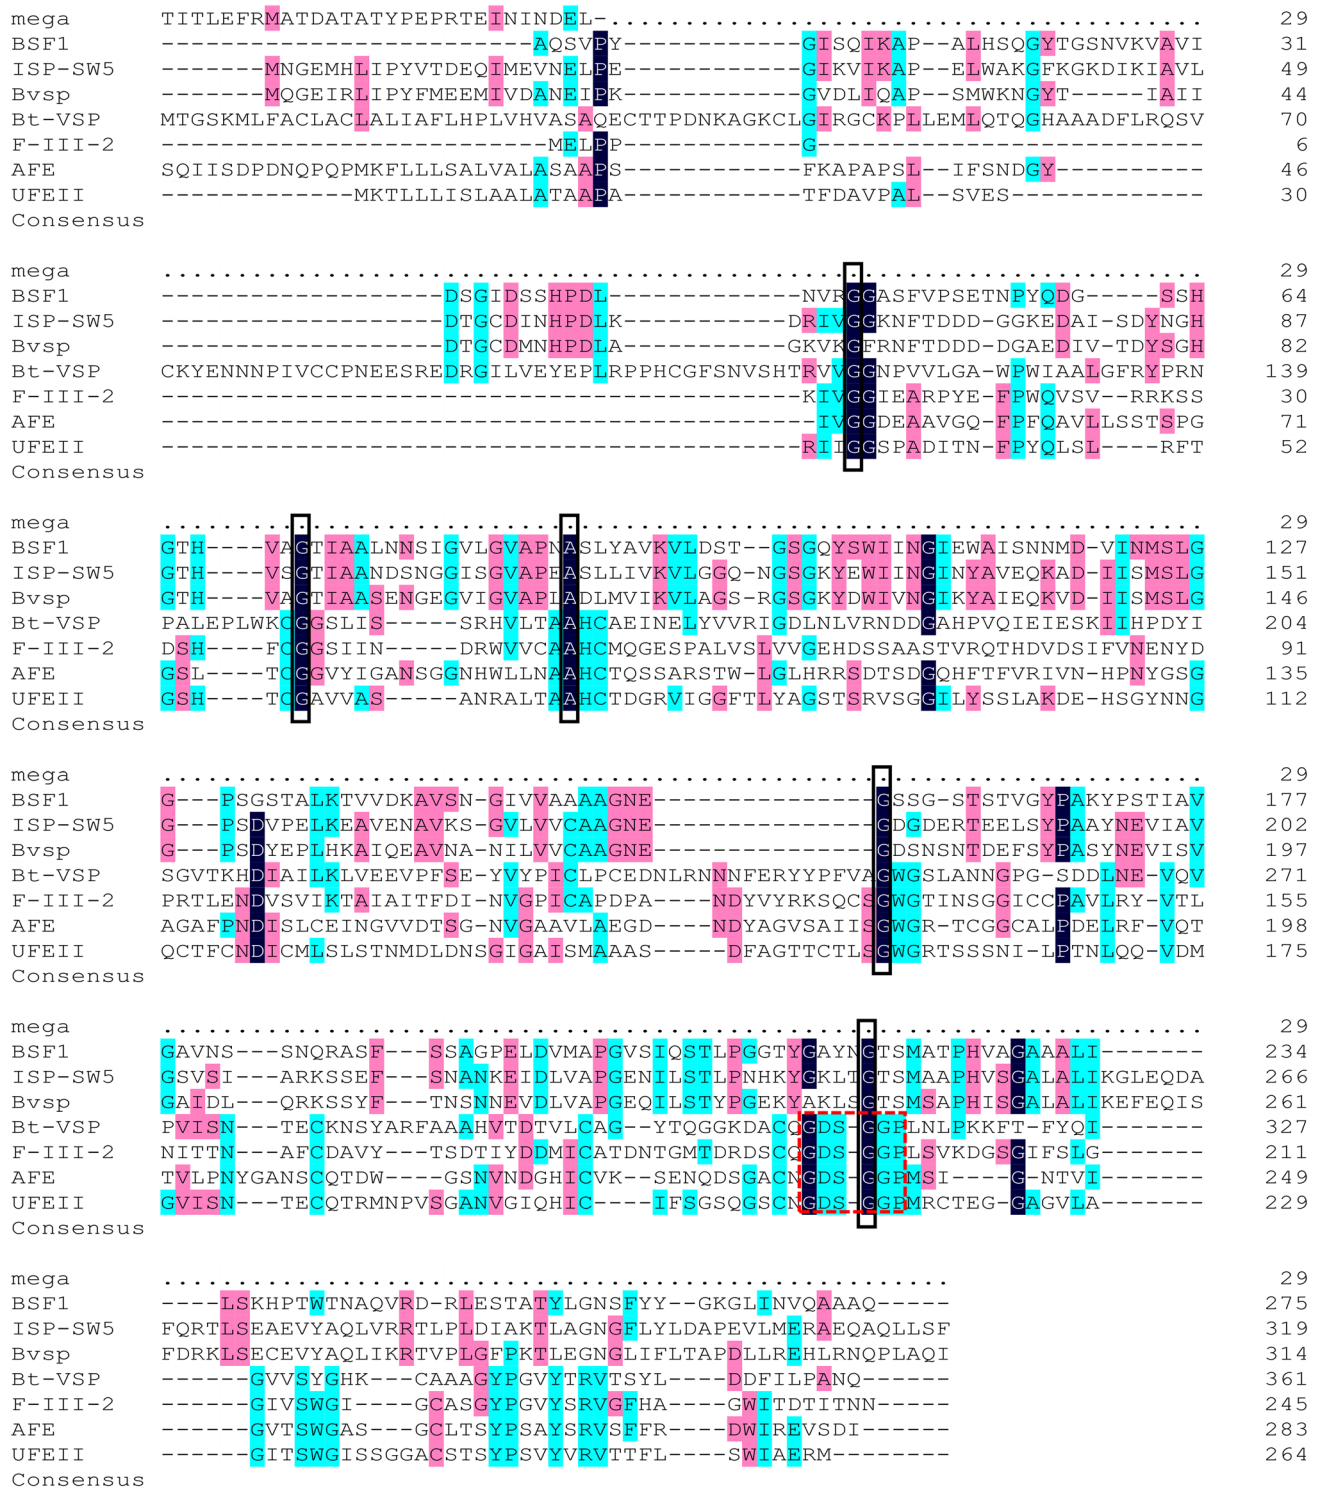 mega TITLEFRMATDATATYPEPRTEININDEL-........................................ 29
BSF1 -------------------------AQSVPY-------------GISQIKAP--ALHSQGYTGSNVKVAVI 31
ISP-SW5 -------MNGEMHLIPYVTDEQIMEVNELPE------------GIKVIKAP--ELWAKGFKGKDIKIAVL 49
Bvsp -------MQGEIRLIPYFMEEMIVDANEIPK------------GVDLIQAP--SMWKNGYT-----IAII 44
Bt-VSP MTGSKMLFACLACLALIAFLHPLVHVASAQECTTPDNKAGKCLGIRGCKPLLEMLQTQGHAAADFLRQSV 70
F-III-2 --------------------------MELPP-------------G-------------------------- 6
AFE SQIISDPDNQPQPMKFLLLSALVALASAAPS------------FKAPAPSL--IFSNDGY---------- 46
UFEII -------------MKTLLLISLAALATAAPA------------TFDAVPAL--SVES------------- 30
Consensus
mega ...................................................................... 29
BSF1 -------------------DSGIDSSHPDL-------------NVRGGASFVPSETNPYQDG-----SSH 64
ISP-SW5 -------------------DTGCDINHPDLK-----------DRIVGGKNFTDDD-GGKEDAI-SDYNGH 87
Bvsp -------------------DTGCDMNHPDLA-----------GKVKGFRNFTDDD-DGAEDIV-TDYSGH 82
Bt-VSP CKYENNNPIVCCPNEESREDRGILVEYEPLRPPHCGFSNVSHTRVVGGNPVVLGA-WPWIAALGFRYPRN 139
F-III-2 -------------------------------------------KIVGGIEARPYE-FPWQVSV--RRKSS 30
AFE --------------------------------------------IVGGDEAAVGQ-FPFQAVLLSSTSPG 71
UFEII -------------------------------------------RIIGGSPADITN-FPYQLSL----RFT 52
Consensus
mega ...................................................................... 29
BSF1 GTH----VAGTIAALNNSIGVLGVAPNASLYAVKVLDST--GSGQYSWIINGIEWAISNNMD-VINMSLG 127
ISP-SW5 GTH----VSGTIAANDSNGGISGVAPEASLLIVKVLGGQ-NGSGKYEWIINGINYAVEQKAD-IISMSLG 151
Bvsp GTH----VAGTIAASENGEGVIGVAPLADLMVIKVLAGS-RGSGKYDWIVNGIKYAIEQKVD-IISMSLG 146
Bt-VSP PALEPLWKCGGSLIS-----SRHVLTAAHCAEINELYVVRIGDLNLVRNDDGAHPVQIEIESKIIHPDYI 204
F-III-2 DSH----FCGGSIIN-----DRWVVCAAHCMQGESPALVSLVVGEHDSSAASTVRQTHDVDSIFVNENYD 91
AFE GSL----TCGGVYIGANSGGNHWLLNAAHCTQSSARSTW-LGLHRRSDTSDGQHFTFVRIVN-HPNYGSG 135
UFEII GSH----TCGAVVAS-----ANRALTAAHCTDGRVIGGFTLYAGSTSRVSGGILYSSLAKDE-HSGYNNG 112
Consensus
mega ...................................................................... 29
BSF1 G---PSGSTALKTVVDKAVSN-GIVVAAAAGNE---------------GSSG-STSTVGYPAKYPSTIAV 177
ISP-SW5 G---PSDVPELKEAVENAVKS-GVLVVCAAGNE---------------GDGDERTEELSYPAAYNEVIAV 202
Bvsp G---PSDYEPLHKAIQEAVNA-NILVVCAAGNE---------------GDSNSNTDEFSYPASYNEVISV 197
Bt-VSP SGVTKHDIAILKLVEEVPFSE-YVYPICLPCEDNLRNNNFERYYPFVAGWGSLANNGPG-SDDLNE-VQV 271
F-III-2 PRTLENDVSVIKTAIAITFDI-NVGPICAPDPA----NDYVYRKSQCSGWGTINSGGICCPAVLRY-VTL 155
AFE AGAFPNDISLCEINGVVDTSG-NVGAAVLAEGD----NDYAGVSAIISGWGR-TCGGCALPDELRF-VQT 198
UFEII QCTFCNDICMLSLSTNMDLDNSGIGAISMAAAS-----DFAGTTCTLSGWGRTSSSNI-LPTNLQQ-VDM 175
Consensus
mega ...................................................................... 29
BSF1 GAVNS---SNQRASF---SSAGPELDVMAPGVSIQSTLPGGTYGAYNGTSMATPHVAGAAALI------- 234
ISP-SW5 GSVSI---ARKSSEF---SNANKEIDLVAPGENILSTLPNHKYGKLTGTSMAAPHVSGALALIKGLEQDA 266
Bvsp GAIDL---QRKSSYF---TNSNNEVDLVAPGEQILSTYPGEKYAKLSGTSMSAPHISGALALIKEFEQIS 261
Bt-VSP PVISN---TECKNSYARFAAAHVTDTVLCAG--YTQGGKDACQGDS-GGPLNLPKKFT-FYQI------- 327
F-III-2 NITTN---AFCDAVY---TSDTIYDDMICATDNTGMTDRDSCQGDS-GGPLSVKDGSGIFSLG------- 211
AFE TVLPNYGANSCQTDW---GSNVNDGHICVK---SENQDSGACNGDS-GGPMSI----G-NTVI------- 249
UFEII GVISN---TECQTRMNPVSGANVGIQHIC----IFSGSQGSCNGDS-GGPMRCTEG-GAGVLA------- 229
Consensus
mega ..................................................... 29
BSF1 ----LSKHPTWTNAQVRD-RLESTATYLGNSFYY--GKGLINVQAAAQ----- 275
ISP-SW5 FQRTLSEAEVYAQLVRRTLPLDIAKTLAGNGFLYLDAPEVLMERAEQAQLLSF 319
Bvsp FDRKLSECEVYAQLIKRTVPLGFPKTLEGNGLIFLTAPDLLREHLRNQPLAQI 314
Bt-VSP ------GVVSYGHK---CAAAGYPGVYTRVTSYL----DDFILPANQ------ 361
F-III-2 ------GIVSWGI----GCASGYPGVYSRVGFHA----GWITDTITNN----- 245
AFE ------GVTSWGAS---GCLTSYPSAYSRVSFFR----DWIREVSDI------ 283
UFEII ------GITSWGISSGGACSTSYPSVYVRVTTFL----SWIAERM-------- 264
Consensus